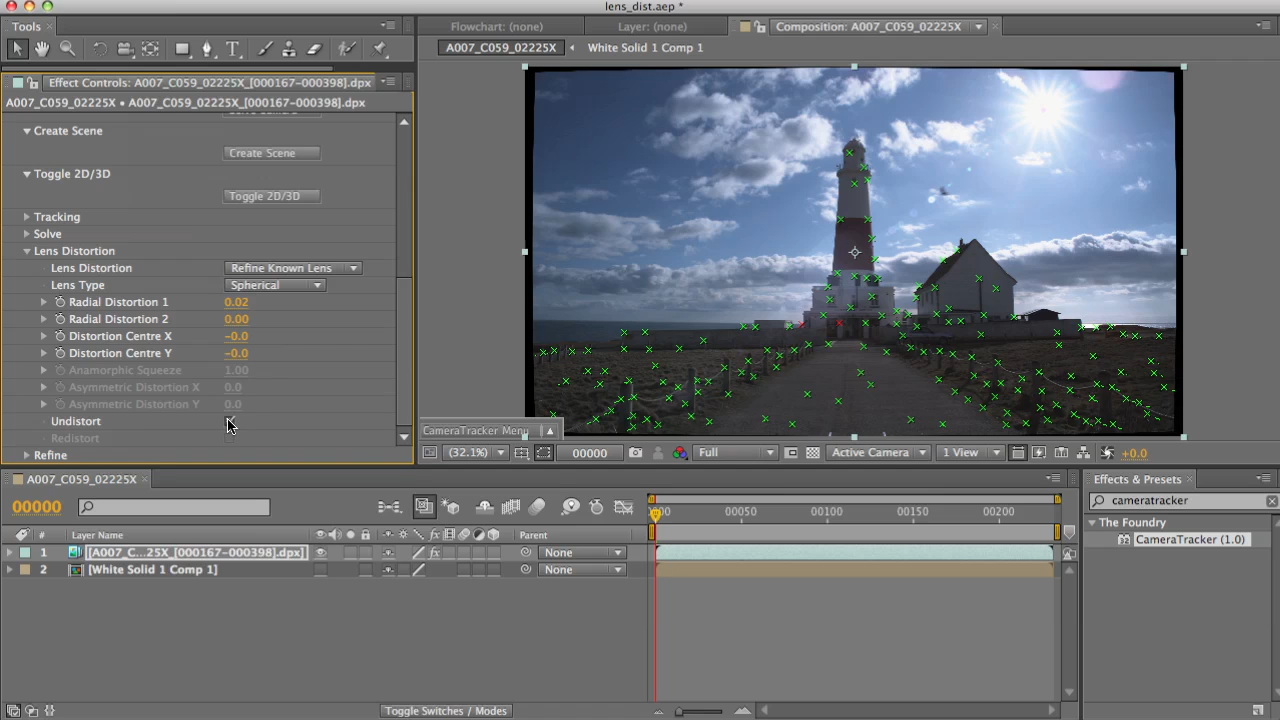 lens_dist.aep *
Tools
Flowchart: (none)
Layer: (none)
Composition: A007_C059_02225X
A007_C059_02225X
White Solid 1 Comp 1
Effect Controls: A007_C059_02225X_[000167-000398].dpx
A007_C059_02225X • A007_C059_02225X_[000167-000398].dpx
Create Scene
Create Scene
Toggle 2D/3D
Toggle 2D/3D
Tracking
Solve
Lens Distortion
Lens Distortion Refine Known Lens
Lens Type Spherical
Radial Distortion 1 0.02
Radial Distortion 2 0.00
Distortion Centre X -0.0
Distortion Centre Y -0.0
Anamorphic Squeeze 1.00
Asymmetric Distortion X 0.0
Asymmetric Distortion Y 0.0
Undistort
Redistort
Refine
CameraTracker Menu
(32.1%) 00000 Full Active Camera 1 View +0.0
A007_C059_02225X
00000
00050 00100 00150 00200
# Layer Name Parent
1 [A007_C...25X_[000167-000398].dpx] None
2 [White Solid 1 Comp 1] None
Toggle Switches / Modes
Effects & Presets
cameratracker
The Foundry
CameraTracker (1.0)